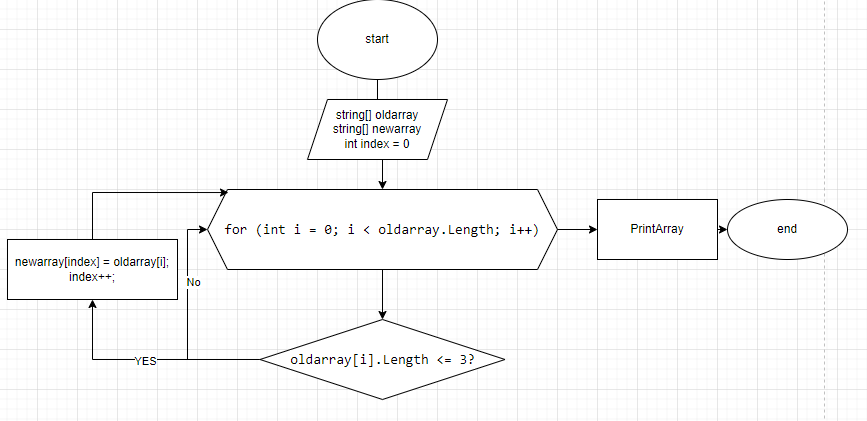 start
string[] oldarray
string[] newarray
int index = 0
for (int i = 0; i < oldarray.Length; i++)
PrintArray
end
newarray[index] = oldarray[i];
index++;
No
YES
oldarray[i].Length <= 3?